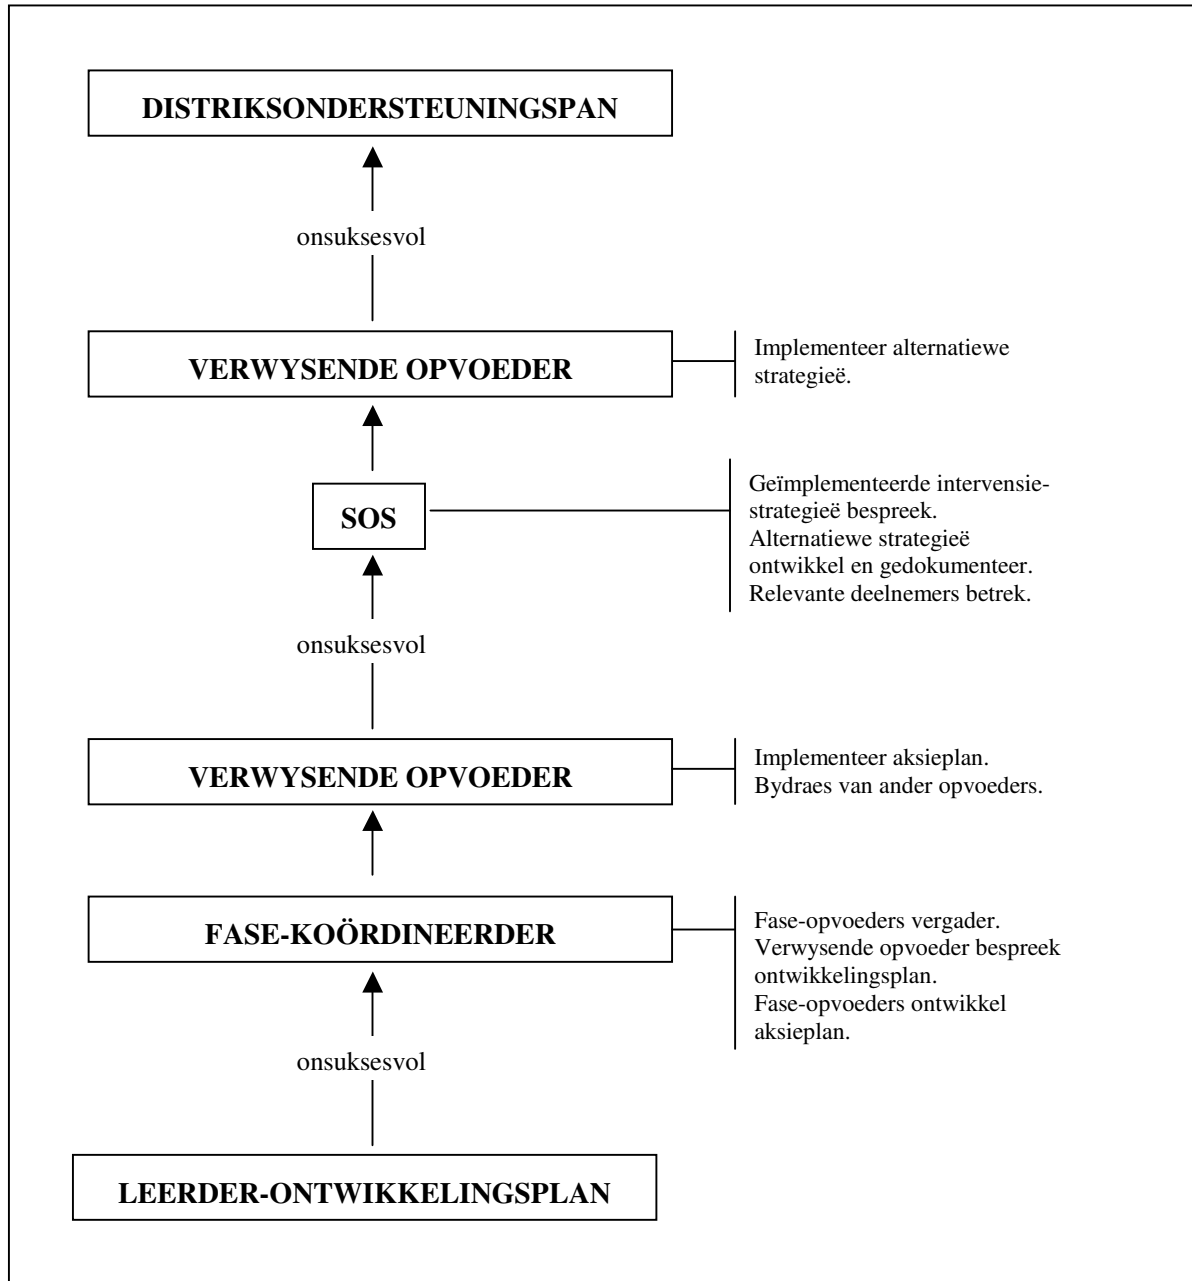 DISTRIKSONDERSTEUNINGSPAN
onsuksesvol
VERWYSENDE OPVOEDER
Implementeer alternatiewe
strategieë.
SOS
Geïmplementeerde intervensie-
strategieë bespreek.
Alternatiewe strategieë
ontwikkel en gedokumenteer.
Relevante deelnemers betrek.
onsuksesvol
VERWYSENDE OPVOEDER
Implementeer aksieplan.
Bydraes van ander opvoeders.
FASE-KOÖRDINEERDER
Fase-opvoeders vergader.
Verwysende opvoeder bespreek
ontwikkelingsplan.
Fase-opvoeders ontwikkel
aksieplan.
onsuksesvol
LEERDER-ONTWIKKELINGSPLAN